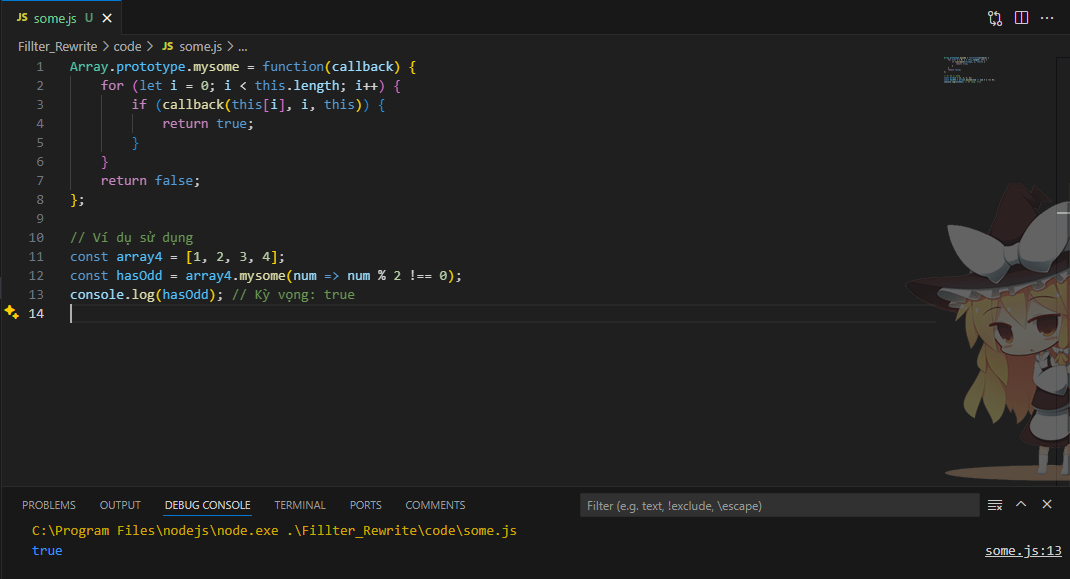 JS some.js U
Fillter_Rewrite > code > JS some.js > ...
1 Array.prototype.mysome = function(callback) {
2 for (let i = 0; i < this.length; i++) {
3 if (callback(this[i], i, this)) {
4 return true;
5 }
6 }
7 return false;
8 };
9
10 // Ví dụ sử dụng
11 const array4 = [1, 2, 3, 4];
12 const hasOdd = array4.mysome(num => num % 2 !== 0);
13 console.log(hasOdd); // Kỳ vọng: true
14
PROBLEMS OUTPUT DEBUG CONSOLE TERMINAL PORTS COMMENTS Filter (e.g. text, !exclude, \escape)
C:\Program Files\nodejs\node.exe .\Fillter_Rewrite\code\some.js
true some.js:13